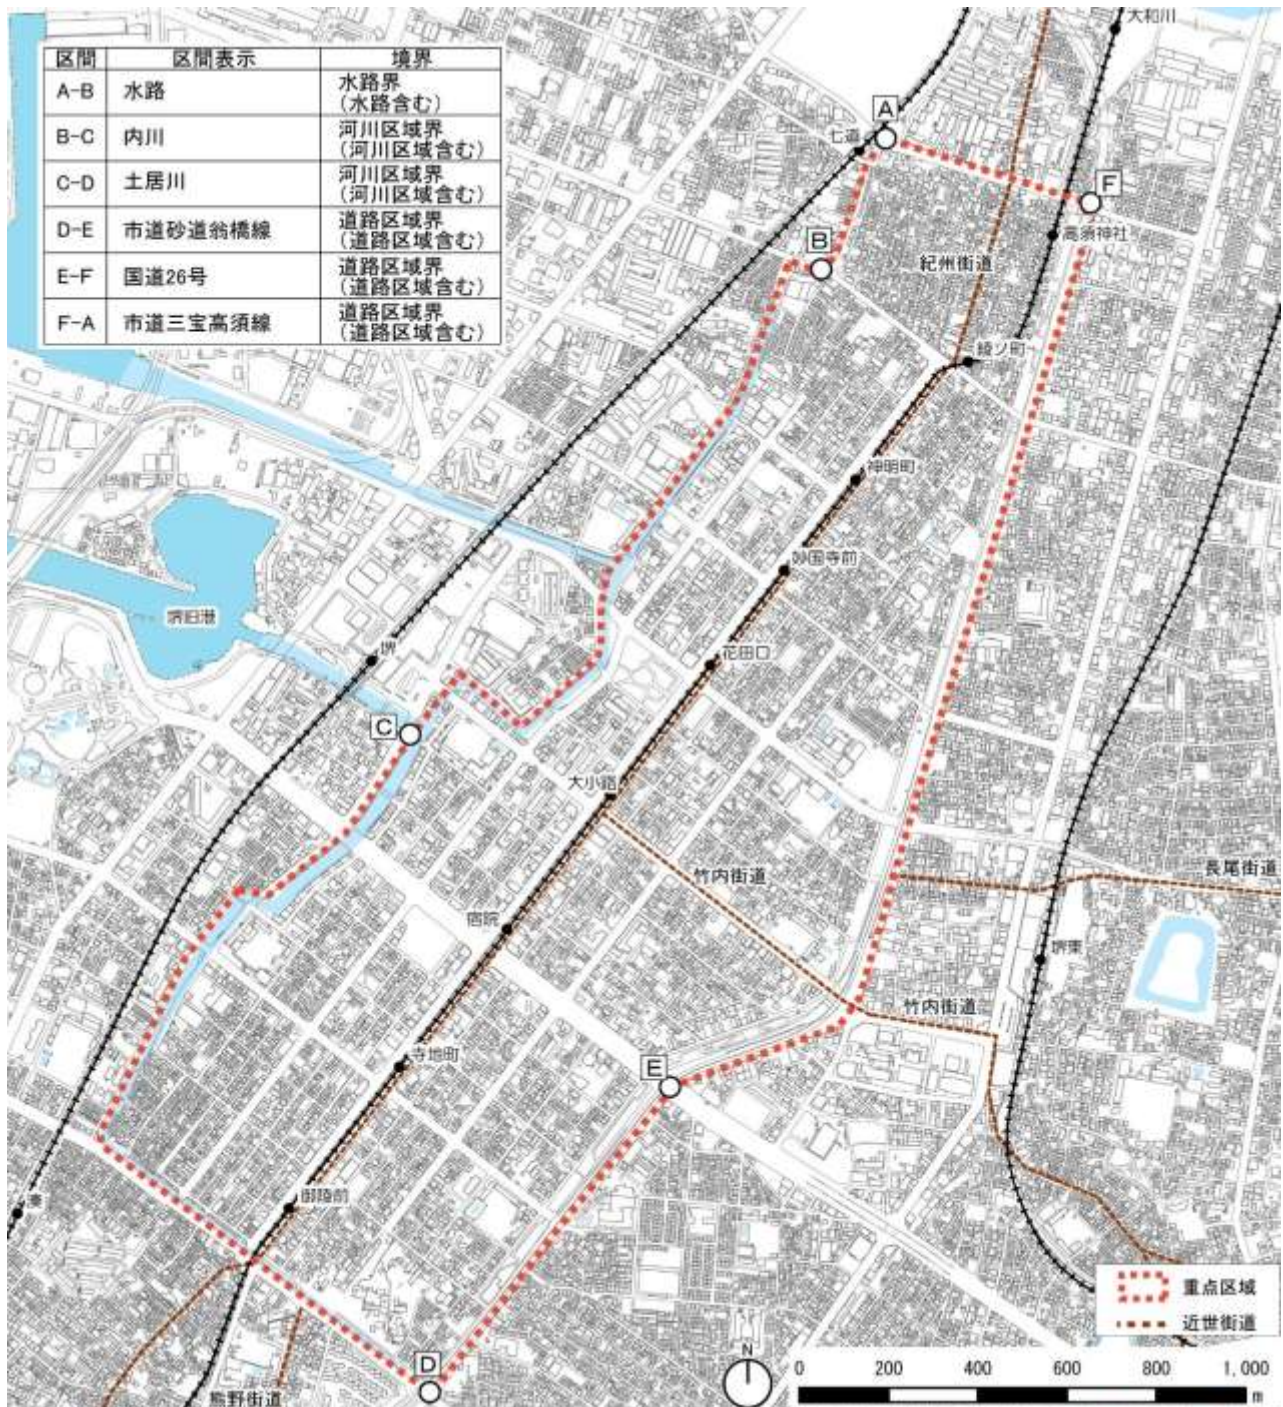 区間 区間表示 境界
A-B 水路 水路界
(水路含む)
B-C 内川 河川区域界
(河川区域含む)
C-D 土居川 河川区域界
(河川区域含む)
D-E 市道砂道翁橋線 道路区域界
(道路区域含む)
E-F 国道26号 道路区域界
(道路区域含む)
F-A 市道三宝高須線 道路区域界
(道路区域含む)
大和川
A
七道
F
高須神社
B
紀州街道
綾ノ町
神明町
妙国寺前
堺旧港
堺
花田口
C
大小路
竹内街道
長尾街道
宿院
堺東
竹内街道
寺地町
E
御陵前
湊
重点区域
近世街道
D
熊野街道
N
0 200 400 600 800 1,000
m